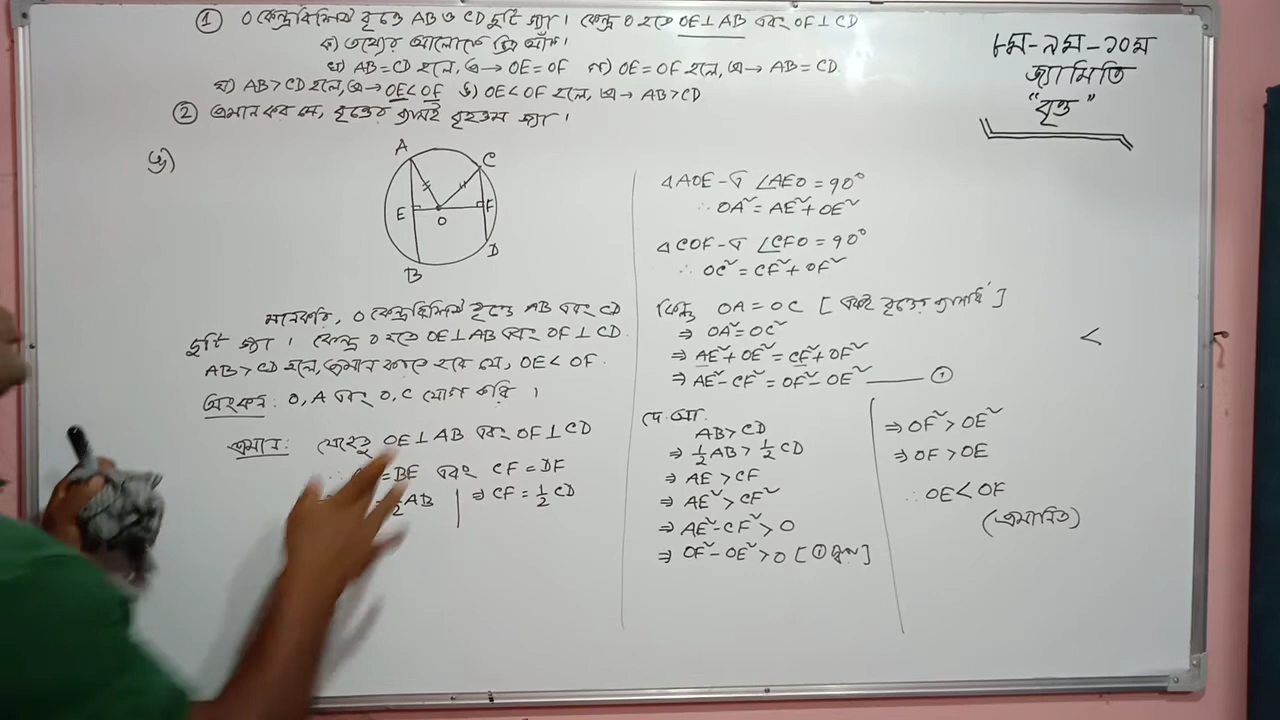 ① O কেন্দ্রবিশিষ্ট বৃত্তে AB ও CD দুটি জ্যা। কেন্দ্র O হতে OE⊥AB এবং OF⊥CD
ক) তথ্যের আলোকে চিত্র আঁক।
খ) AB=CD হলে, প্র→ OE=OF গ) OE=OF হলে, প্র→ AB=CD
ঘ) AB>CD হলে, প্র→ OE<OF ঙ) OE<OF হলে, প্র→ AB>CD
② প্রমাণ কর যে, বৃত্তের ব্যাসই বৃহত্তম জ্যা।
৮ম-৯ম-১০ম
জ্যামিতি
"বৃত্ত"
A
C
E
F
O
D
B
মনেকরি, O কেন্দ্রবিশিষ্ট বৃত্তে AB এবং CD
দুটি জ্যা। কেন্দ্র O হতে OE⊥AB এবং OF⊥CD.
AB>CD হলে, প্রমাণ করতে হবে যে, OE<OF.
অংকন: O,A এবং O,C যোগ করি।
প্রমাণ: যেহেতু OE⊥AB এবং OF⊥CD
=BE এবং CF=DF
AB | ⇒ CF=½CD
⊿AOE-এ ∠AEO=90°
∴ OA²=AE²+OE²
⊿COF-এ ∠CFO=90°
∴ OC²=CF²+OF²
কিন্তু OA=OC [একই বৃত্তের ব্যাসার্ধ]
⇒ OA²=OC²
⇒ AE²+OE²=CF²+OF²
⇒ AE²-CF²=OF²-OE² —— ①
দে.আ.
AB>CD
⇒ ½AB>½CD
⇒ AE>CF
⇒ AE²>CF²
⇒ AE²-CF²>0
⇒ OF²-OE²>0 [① হতে]
⇒ OF²>OE²
⇒ OF>OE
∴ OE<OF
(প্রমাণিত)
<